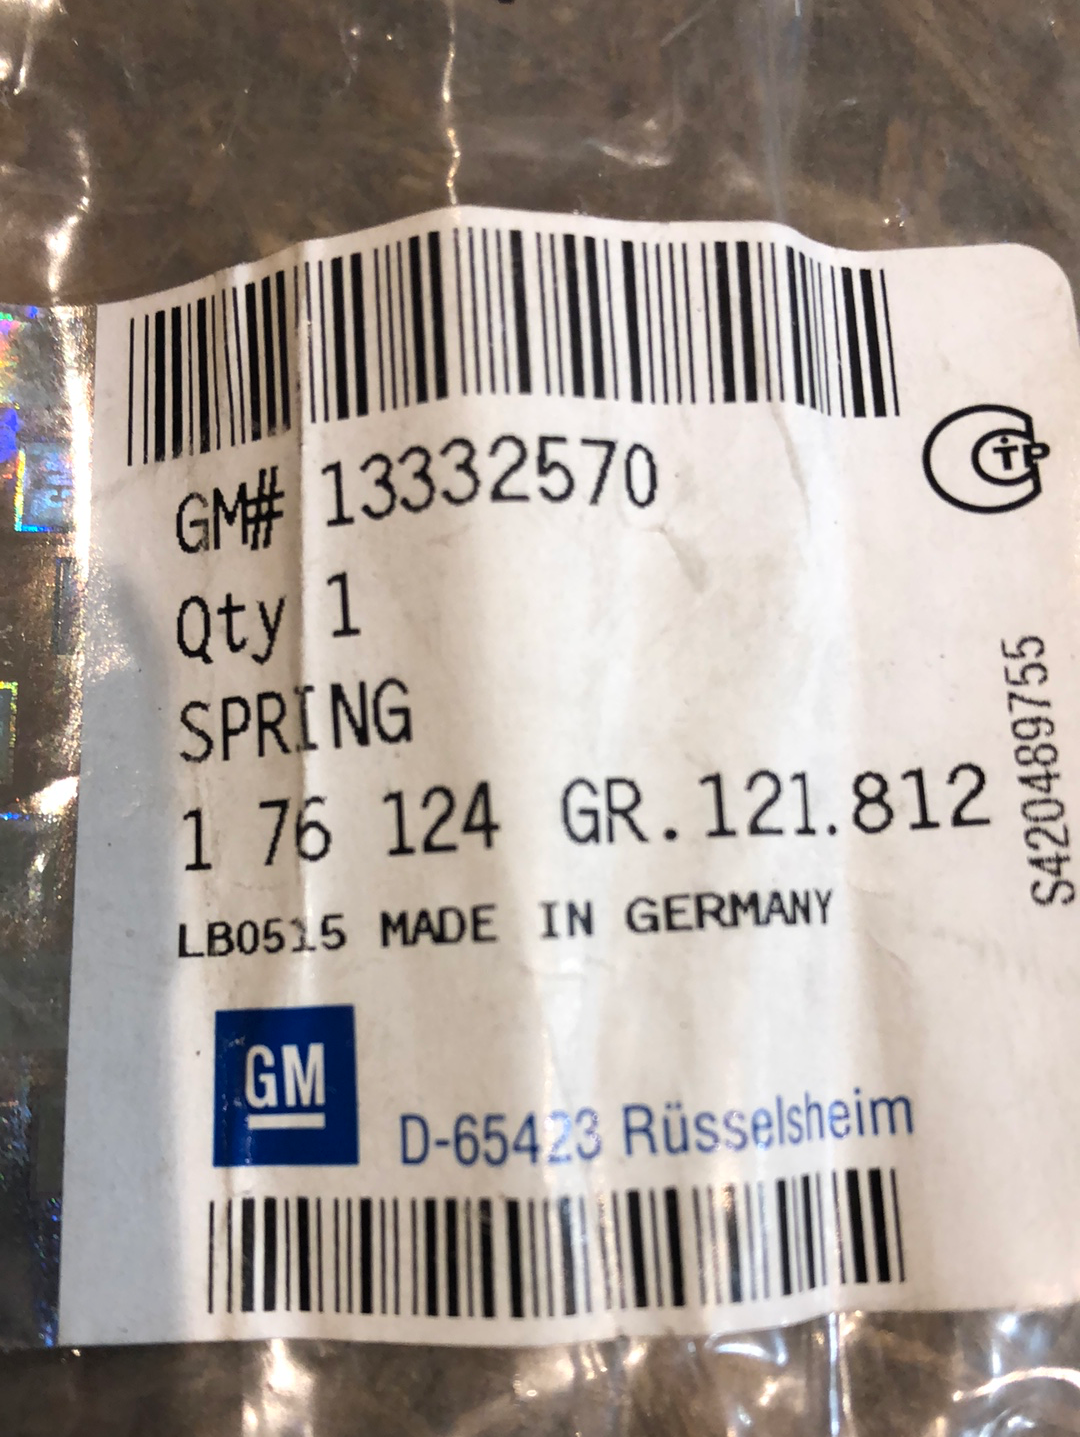 GM# 13332570
Qty 1
SPRING
1 76 124 GR.121.812
LB0515 MADE IN GERMANY
GM
D-65423 Rüsselsheim
S420489755